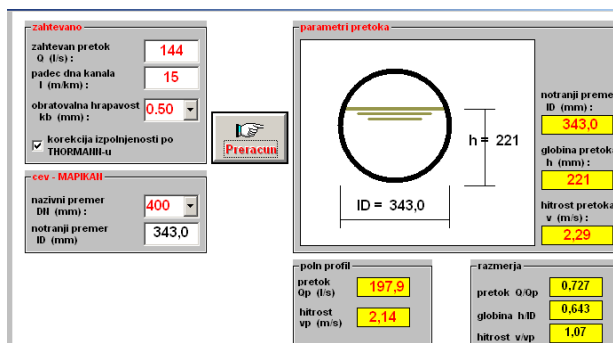 zahtevano
zahtevan pretok
Q (l/s) :
144
padec dna kanala
I (m/km) :
15
obratovalna hrapavost
kb (mm) :
0.50
korekcija izpolnjenosti po
THORMANN-u
Preracun
cev - MAPIKAN
nazivni premer
DN (mm) :
400
notranji premer
ID (mm)
343,0
parametri pretoka
h = 221
ID = 343,0
notranji premer
ID (mm) :
343,0
globina pretoka
h (mm) :
221
hitrost pretoka
v (m/s) :
2,29
poln profil
pretok
Qp (l/s)
197,9
hitrost
vp (m/s)
2,14
razmerja
pretok Q/Qp
0,727
globina h/ID
0,643
hitrost v/vp
1,07